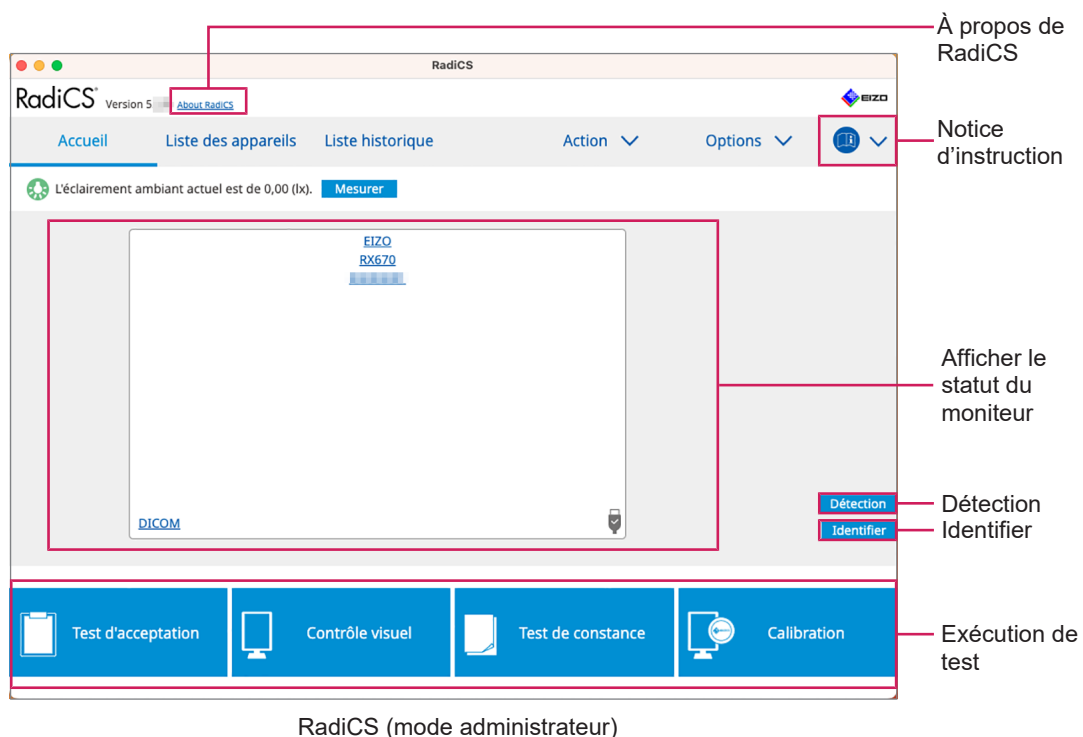 À propos de
RadiCS
RadiCS
RadiCS Version 5 About RadiCS
EIZO
Accueil Liste des appareils Liste historique Action Options
Notice
d'instruction
L'éclairement ambiant actuel est de 0,00 (lx). Mesurer
EIZO
RX670
Afficher le
statut du
moniteur
DICOM
Détection
Détection
Identifier
Identifier
Test d'acceptation Contrôle visuel Test de constance Calibration
Exécution de
test
RadiCS (mode administrateur)